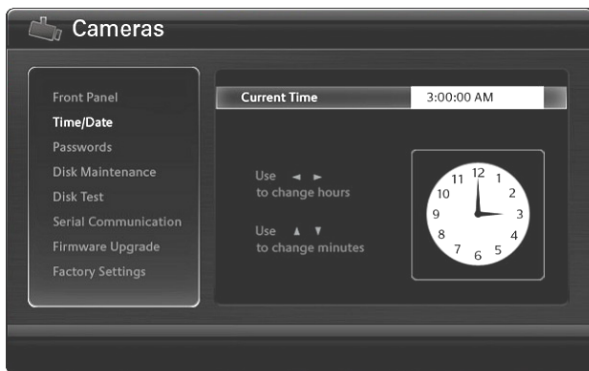 Cameras
Front Panel
Time/Date
Passwords
Disk Maintenance
Disk Test
Serial Communication
Firmware Upgrade
Factory Settings
Current Time 3:00:00 AM
Use ◄ ►
to change hours
Use ▲ ▼
to change minutes
12
11 1
10 2
9 3
8 4
7 5
6